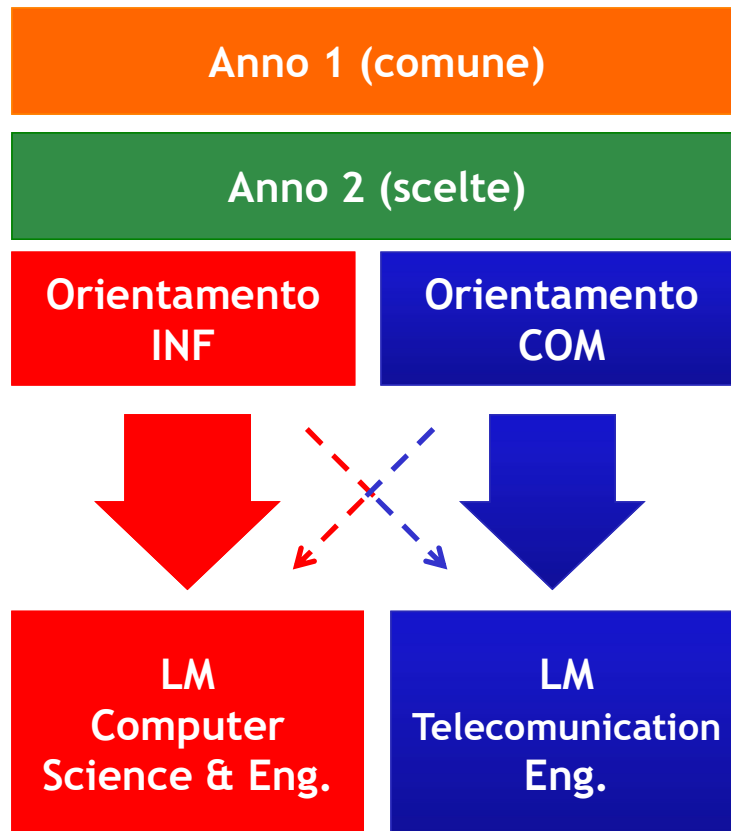 Anno 1 (comune)
Anno 2 (scelte)
Orientamento
INF
Orientamento
COM
LM
Computer
Science & Eng.
LM
Telecomunication
Eng.